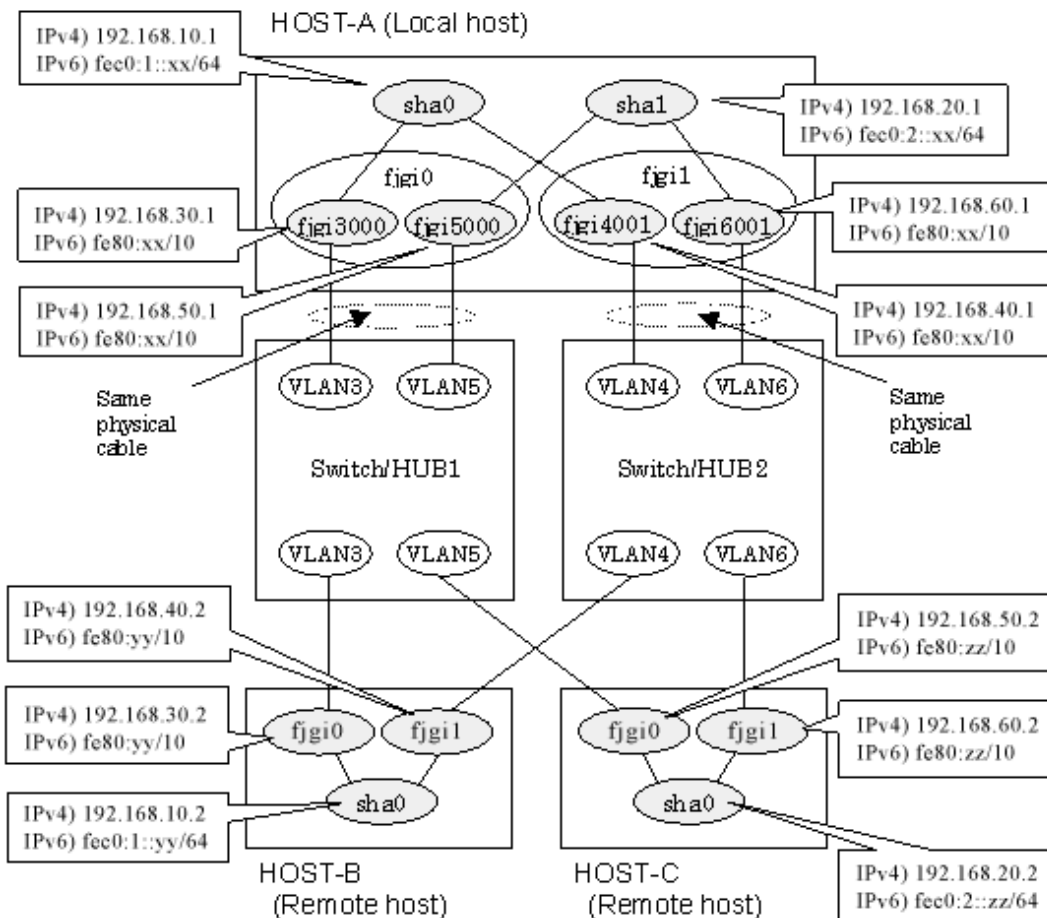 HOST-A (Local host)
IPv4) 192.168.10.1
IPv6) fec0:1::xx/64
sha0
sha1
IPv4) 192.168.20.1
IPv6) fec0:2::xx/64
fjgi0
fjgi1
IPv4) 192.168.30.1
IPv6) fe80:xx/10
fjgi3000
fjgi5000
fjgi4001
fjgi6001
IPv4) 192.168.60.1
IPv6) fe80:xx/10
IPv4) 192.168.50.1
IPv6) fe80:xx/10
IPv4) 192.168.40.1
IPv6) fe80:xx/10
Same
physical
cable
VLAN3
VLAN5
VLAN4
VLAN6
Same
physical
cable
Switch/HUB1
Switch/HUB2
VLAN3
VLAN5
VLAN4
VLAN6
IPv4) 192.168.40.2
IPv6) fe80:yy/10
IPv4) 192.168.50.2
IPv6) fe80:zz/10
IPv4) 192.168.30.2
IPv6) fe80:yy/10
fjgi0
fjgi1
fjgi0
fjgi1
IPv4) 192.168.60.2
IPv6) fe80:zz/10
IPv4) 192.168.10.2
IPv6) fec0:1::yy/64
sha0
sha0
HOST-B
(Remote host)
HOST-C
(Remote host)
IPv4) 192.168.20.2
IPv6) fec0:2::zz/64